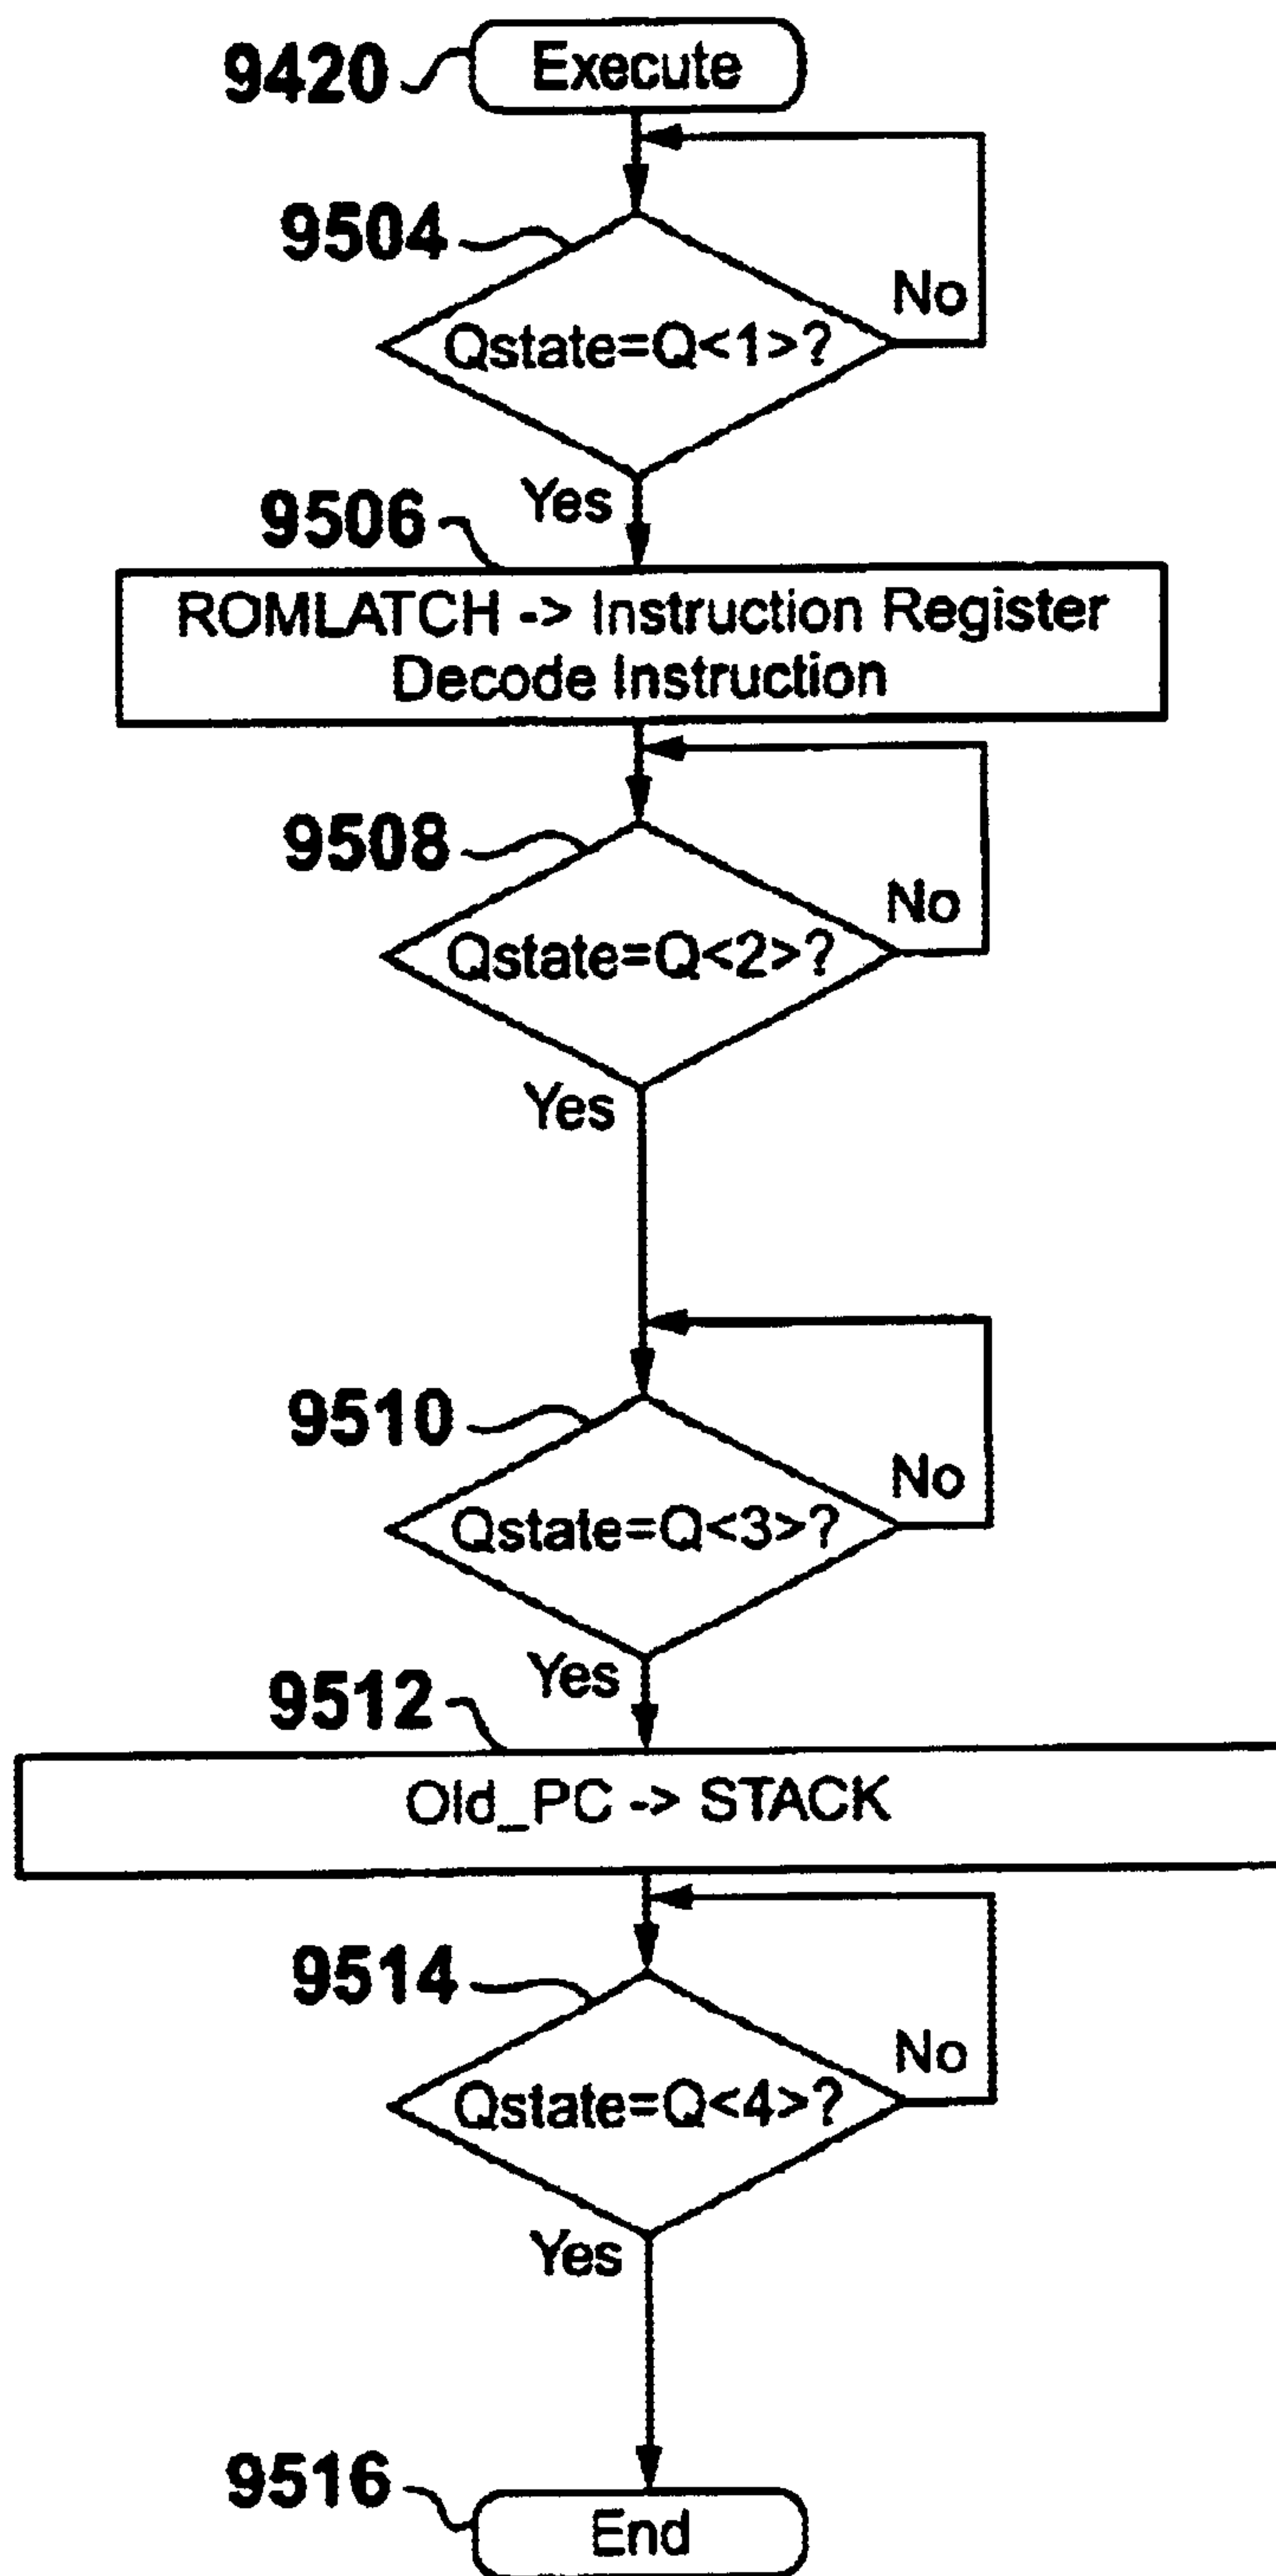 9420
Execute
9504
No
Qstate=Q<1>?
Yes
9506
ROMLATCH -> Instruction Register
Decode Instruction
9508
No
Qstate=Q<2>?
Yes
9510
No
Qstate=Q<3>?
Yes
9512
Old_PC -> STACK
9514
No
Qstate=Q<4>?
Yes
9516
End